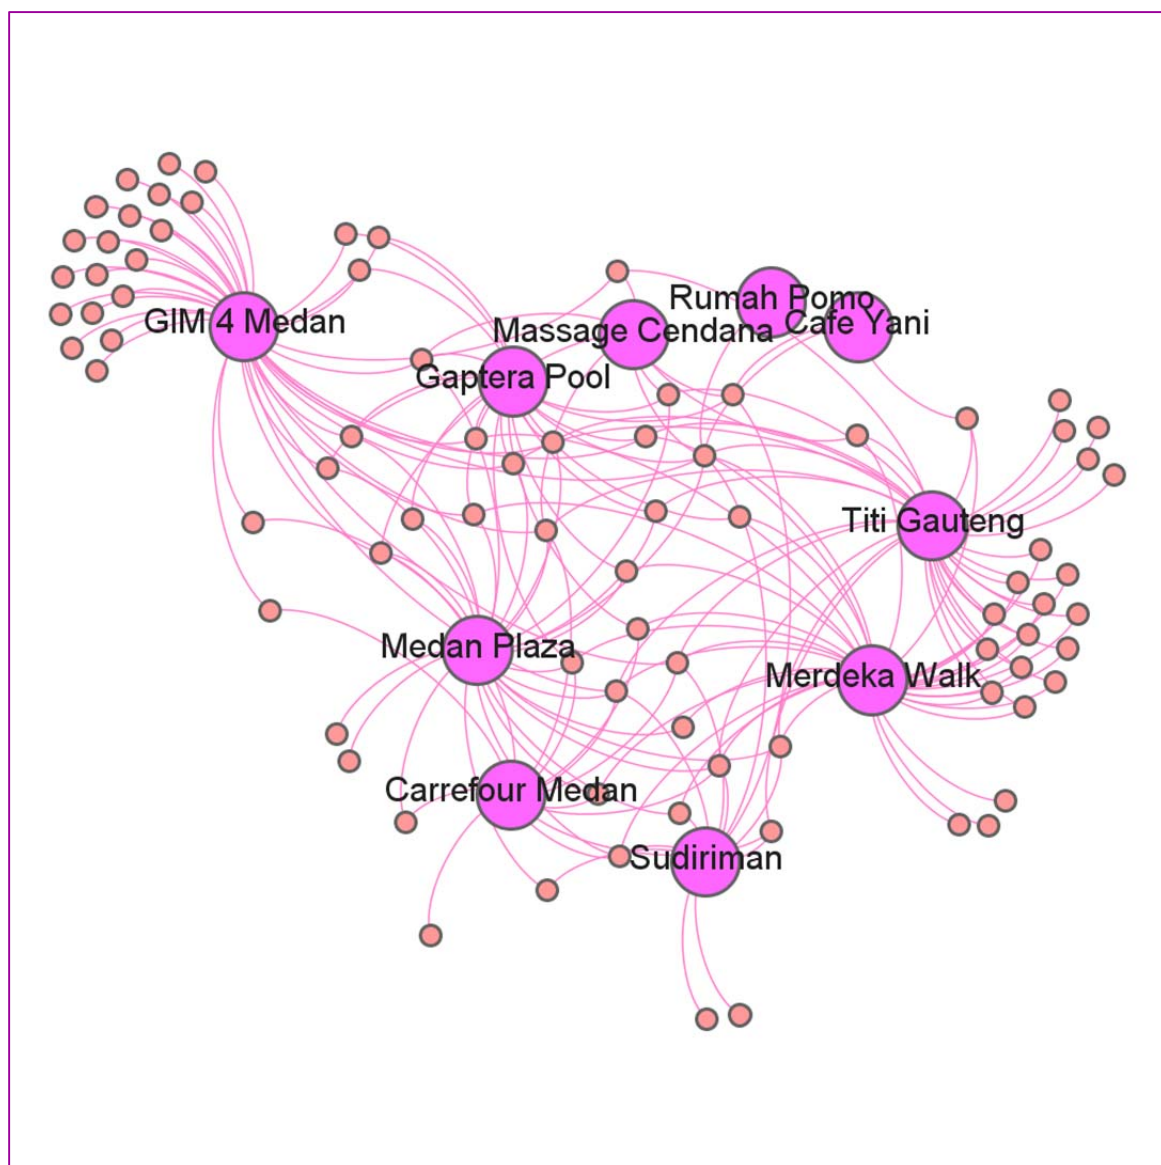 Rumah Pomo
GIM 4 Medan
Massage Cendana
Cafe Yani
Gaptera Pool
Titi Gauteng
Medan Plaza
Merdeka Walk
Carrefour Medan
Sudiriman